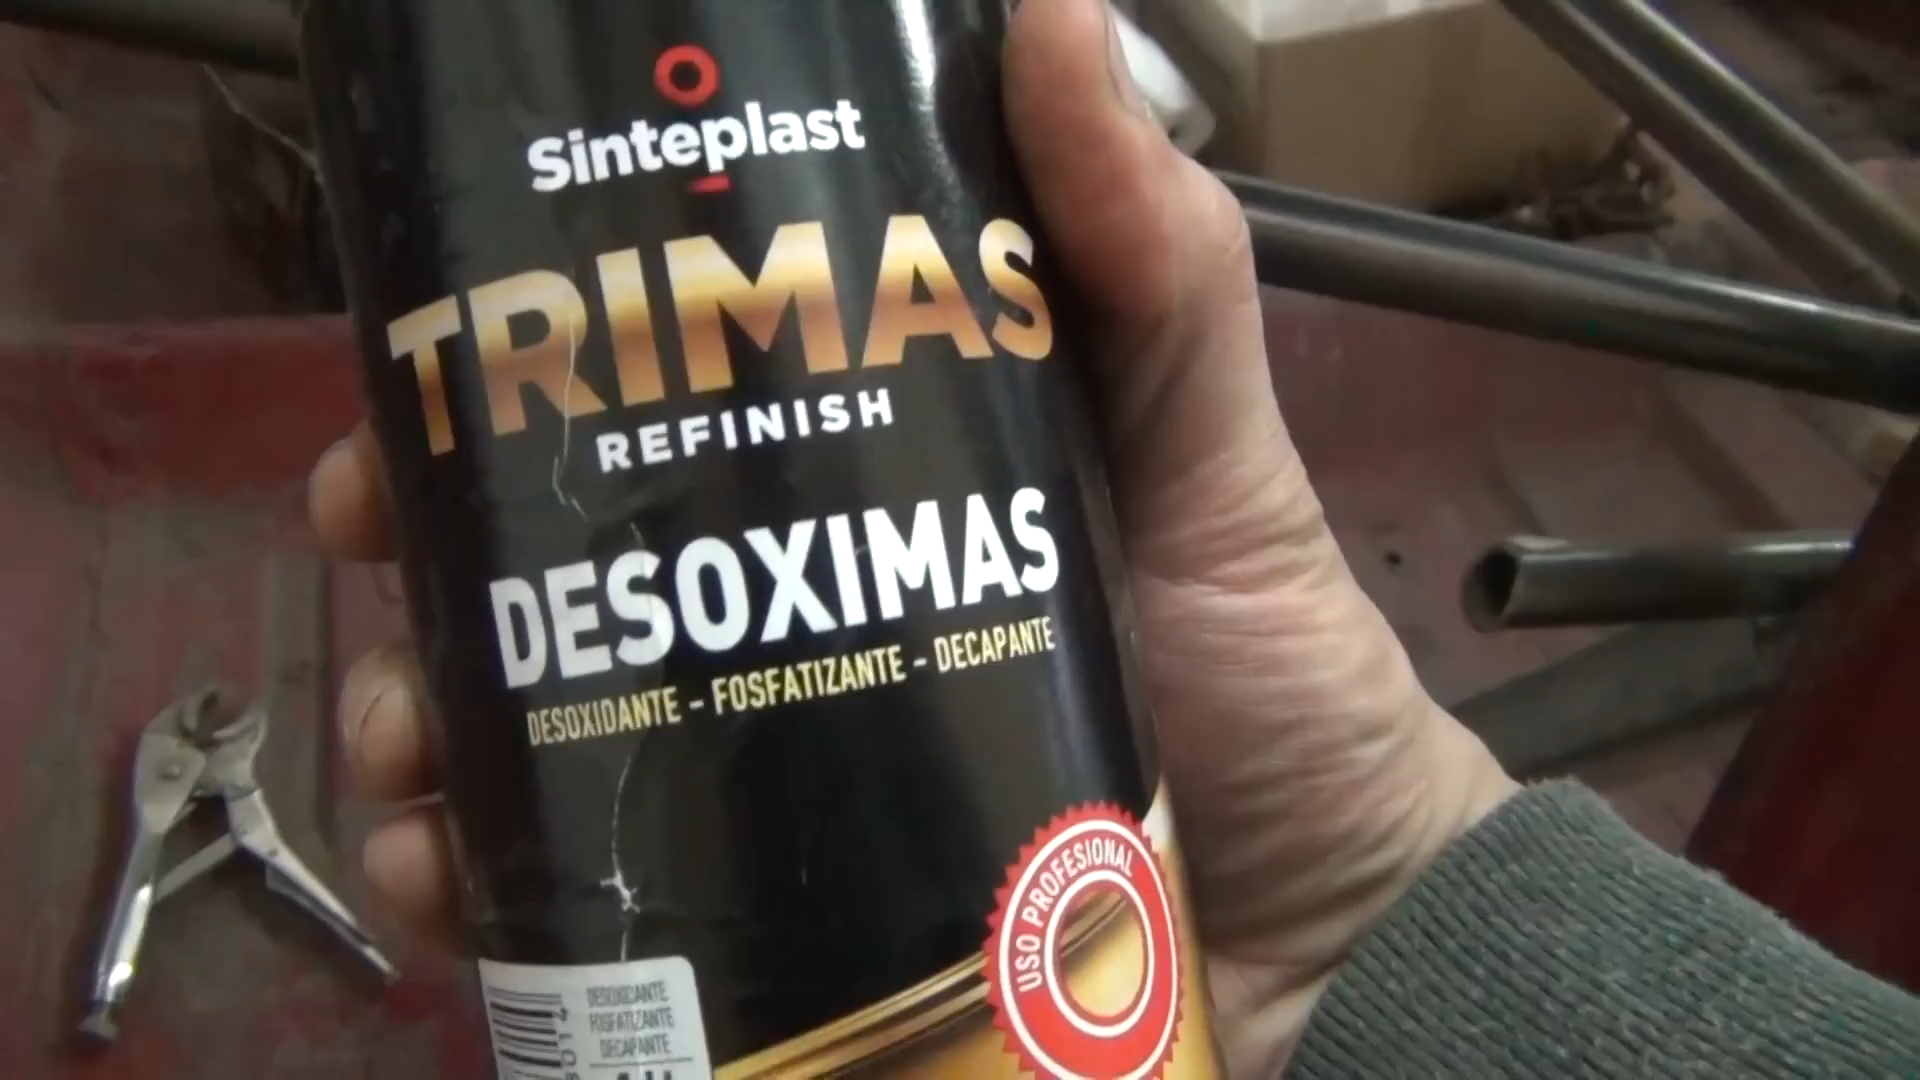 Sinteplast
TRIMAS
REFINISH
DESOXIMAS
DESOXIDANTE - FOSFATIZANTE - DECAPANTE
USO PROFESIONAL
DESOXIDANTE
FOSFATIZANTE
DECAPANTE